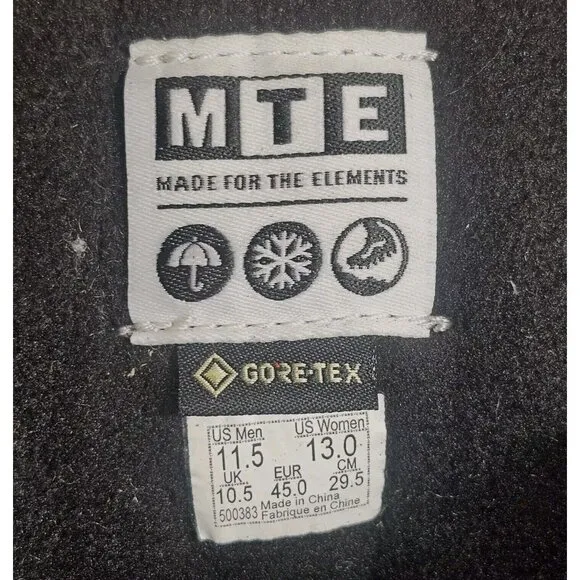 MTE
MADE FOR THE ELEMENTS
GORE-TEX
US Men US Women
11.5 13.0
UK EUR CM
10.5 45.0 29.5
500383 Made in China
Fabrique en Chine